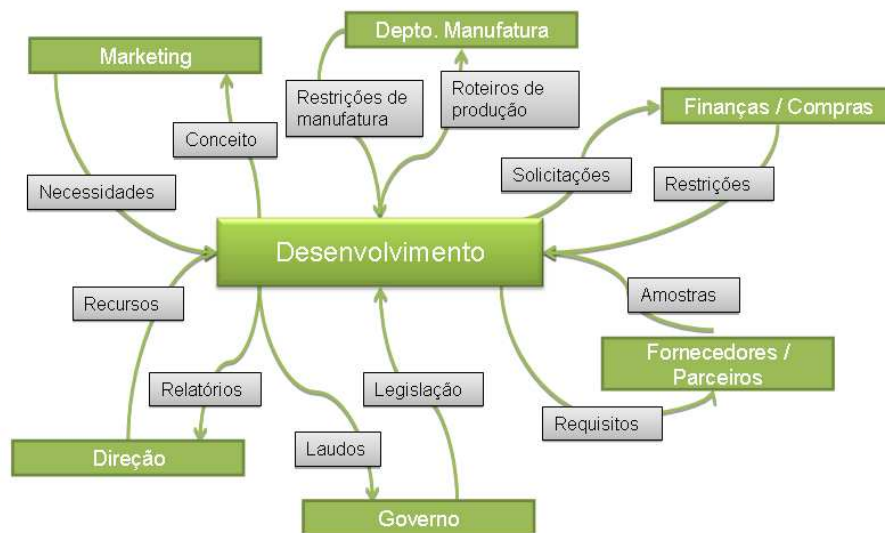 Depto. Manufatura
Marketing
Restrições de
manufatura
Roteiros de
produção
Finanças / Compras
Conceito
Solicitações
Restrições
Necessidades
Desenvolvimento
Recursos
Amostras
Fornecedores /
Parceiros
Relatórios
Legislação
Requisitos
Laudos
Direção
Governo